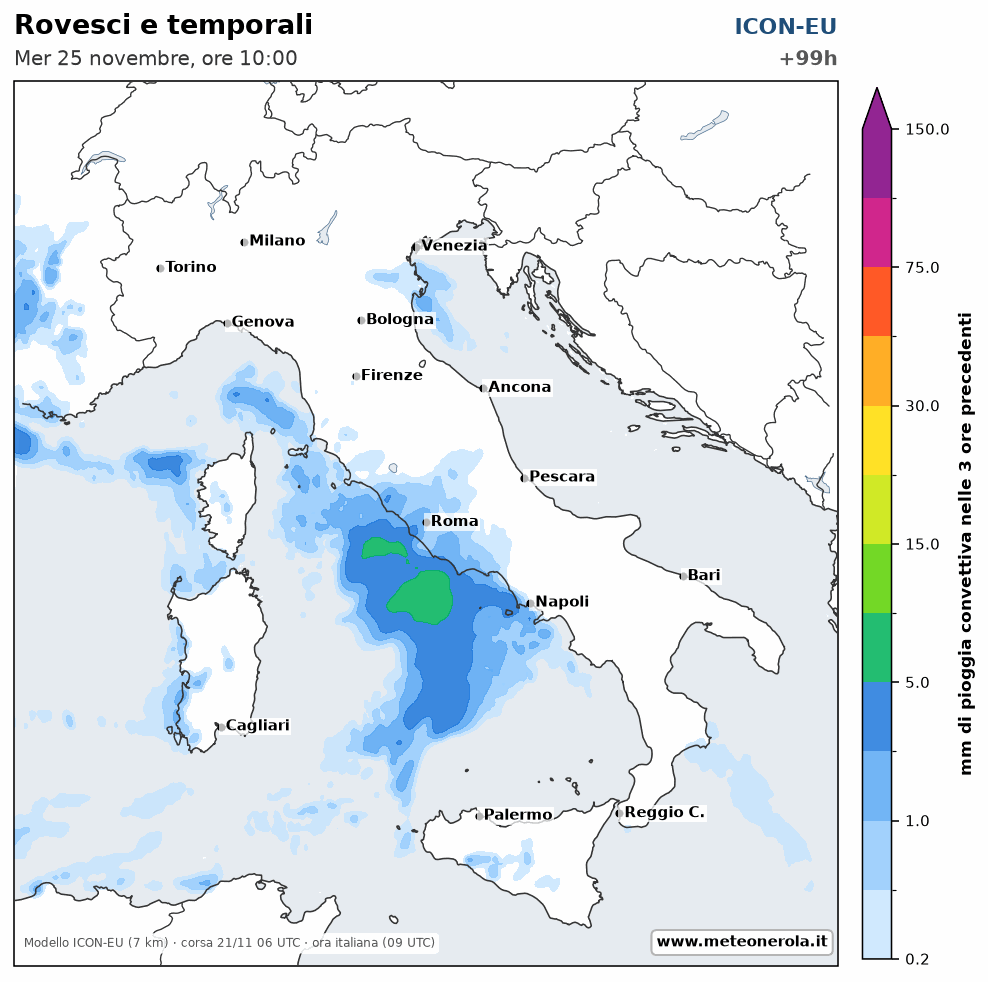 Rovesci e temporali
ICON-EU
Mer 25 novembre, ore 10:00
+99h
150.0
75.0
30.0
15.0
5.0
1.0
0.2
mm di pioggia convettiva nelle 3 ore precedenti
Milano
Venezia
Torino
Genova
Bologna
Firenze
Ancona
Pescara
Roma
Bari
Napoli
Cagliari
Palermo
Reggio C.
Modello ICON-EU (7 km) · corsa 21/11 06 UTC · ora italiana (09 UTC)
www.meteonerola.it